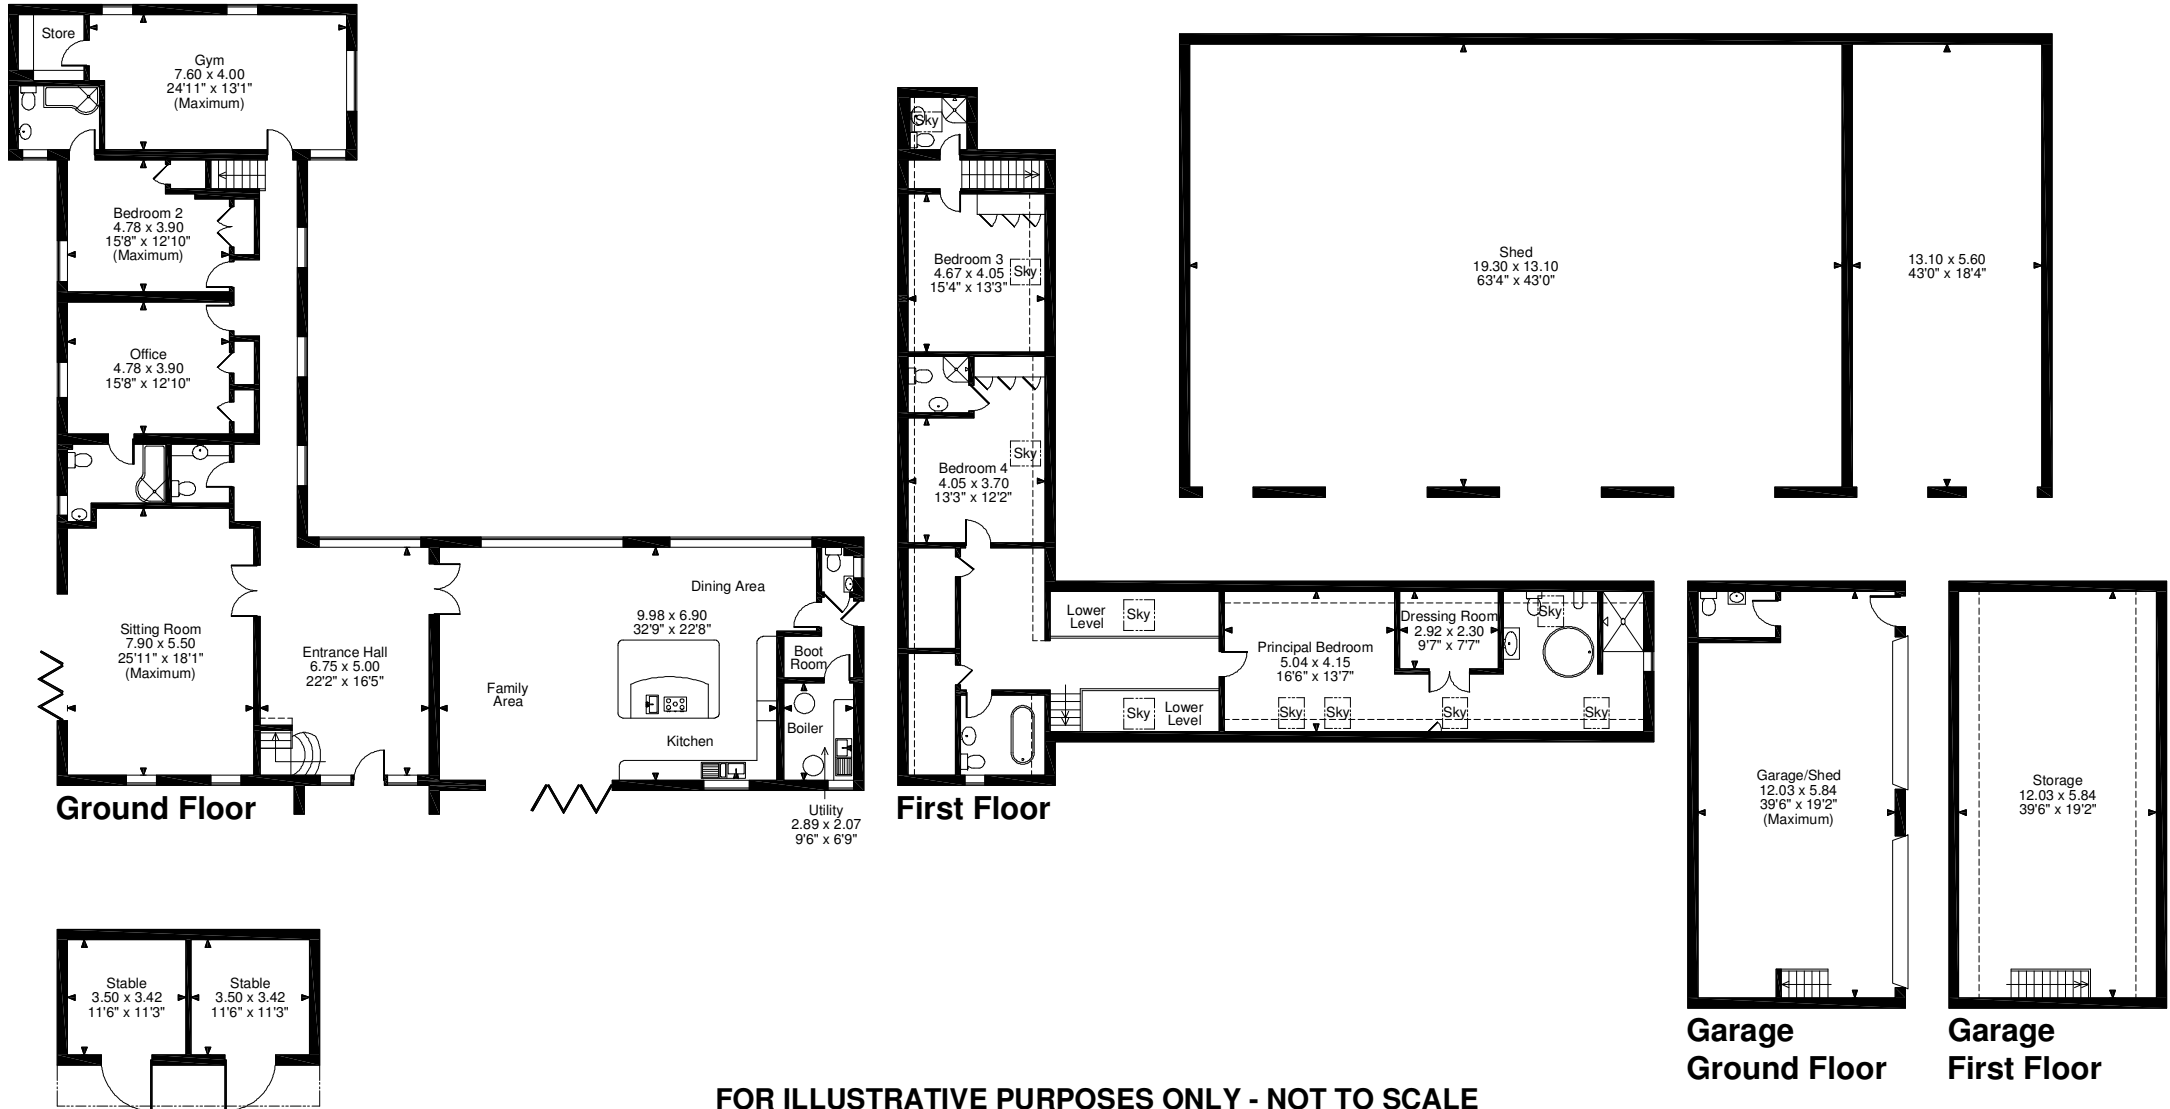 Store
Gym
7.60 x 4.00
24'11" x 13'1"
(Maximum)
Bedroom 2
4.78 x 3.90
15'8" x 12'10"
(Maximum)
Office
4.78 x 3.90
15'8" x 12'10"
Sitting Room
7.90 x 5.50
25'11" x 18'1"
(Maximum)
Entrance Hall
6.75 x 5.00
22'2" x 16'5"
Dining Area
9.98 x 6.90
32'9" x 22'8"
Family
Area
Kitchen
Boot
Room
Boiler
Utility
2.89 x 2.07
9'6" x 6'9"
Ground Floor
Sky
Bedroom 3
4.67 x 4.05
15'4" x 13'3"
Sky
Sky
Bedroom 4
4.05 x 3.70
13'3" x 12'2"
Lower
Level
Sky
Sky
Lower
Level
Principal Bedroom
5.04 x 4.15
16'6" x 13'7"
Dressing Room
2.92 x 2.30
9'7" x 7'7"
Sky
Sky
Sky
Sky
Sky
First Floor
Shed
19.30 x 13.10
63'4" x 43'0"
13.10 x 5.60
43'0" x 18'4"
Garage/Shed
12.03 x 5.84
39'6" x 19'2"
(Maximum)
Garage
Ground Floor
Storage
12.03 x 5.84
39'6" x 19'2"
Garage
First Floor
Stable
3.50 x 3.42
11'6" x 11'3"
Stable
3.50 x 3.42
11'6" x 11'3"
FOR ILLUSTRATIVE PURPOSES ONLY - NOT TO SCALE